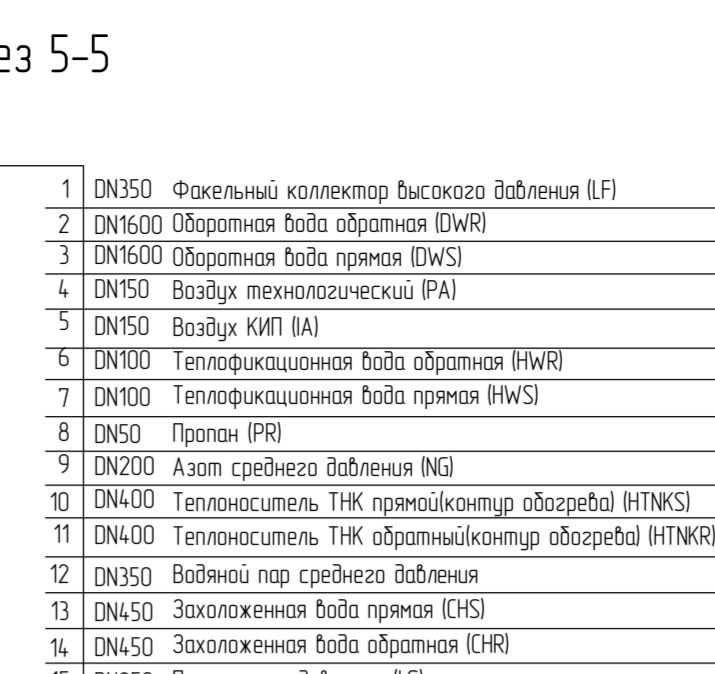 ез 5-5
1 DN350 Факельный коллектор высокого давления (LF)
2 DN1600 Оборотная вода обратная (DWR)
3 DN1600 Оборотная вода прямая (DWS)
4 DN150 Воздух технологический (PA)
5 DN150 Воздух КИП (IA)
6 DN100 Теплофикационная вода обратная (HWR)
7 DN100 Теплофикационная вода прямая (HWS)
8 DN50 Пропан (PR)
9 DN200 Азот среднего давления (NG)
10 DN400 Теплоноситель ТНК прямой(контур обогрева) (HTNKS)
11 DN400 Теплоноситель ТНК обратный(контур обогрева) (HTNKR)
12 DN350 Водяной пар среднего давления
13 DN450 Захоложенная вода прямая (CHS)
14 DN450 Захоложенная вода обратная (CHR)